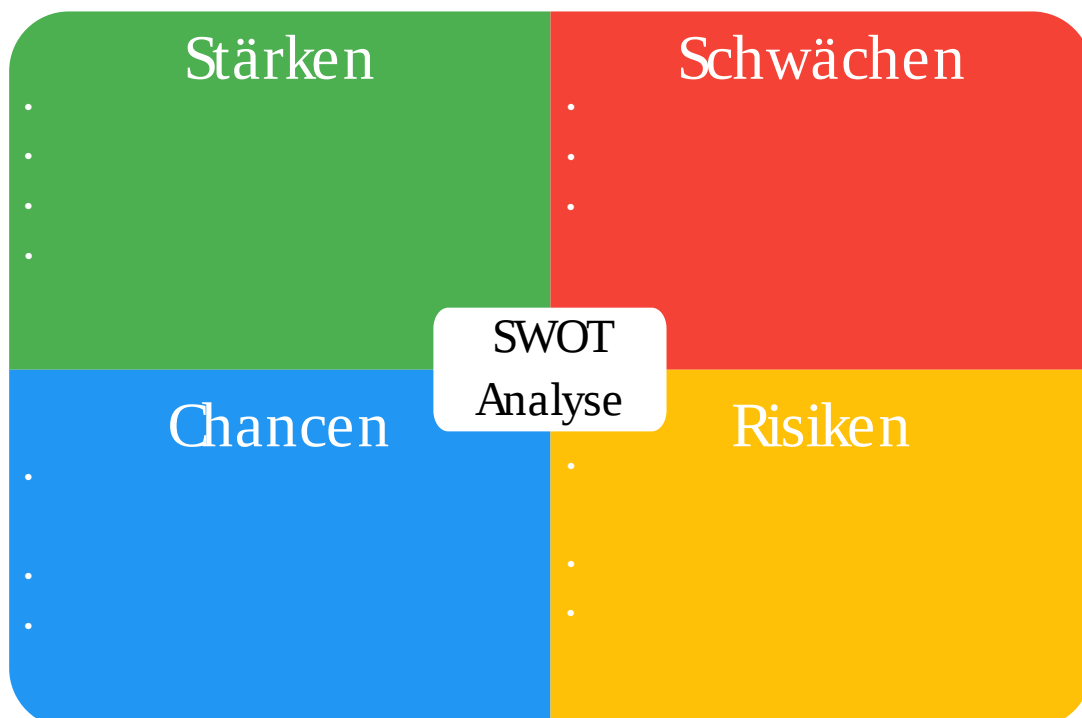 Stärken
Schwächen
SWOT
Analyse
Chancen
Risiken